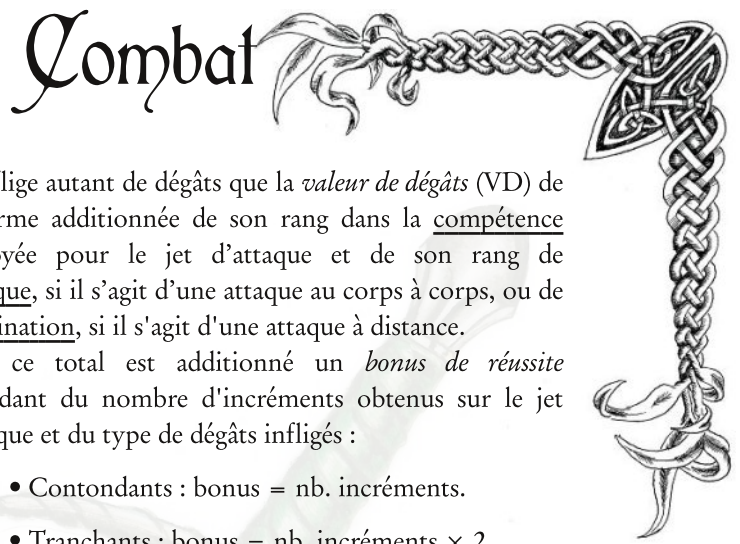 Combat
lige autant de dégâts que la valeur de dégâts (VD) de
rme additionnée de son rang dans la compétence
yée pour le jet d’attaque et de son rang de
que, si il s’agit d’une attaque au corps à corps, ou de
ination, si il s'agit d'une attaque à distance.
ce total est additionné un bonus de réussite
dant du nombre d'incréments obtenus sur le jet
que et du type de dégâts infligés :
• Contondants : bonus = nb. incréments.
• Tranchants : bonus = nb. incréments × 2